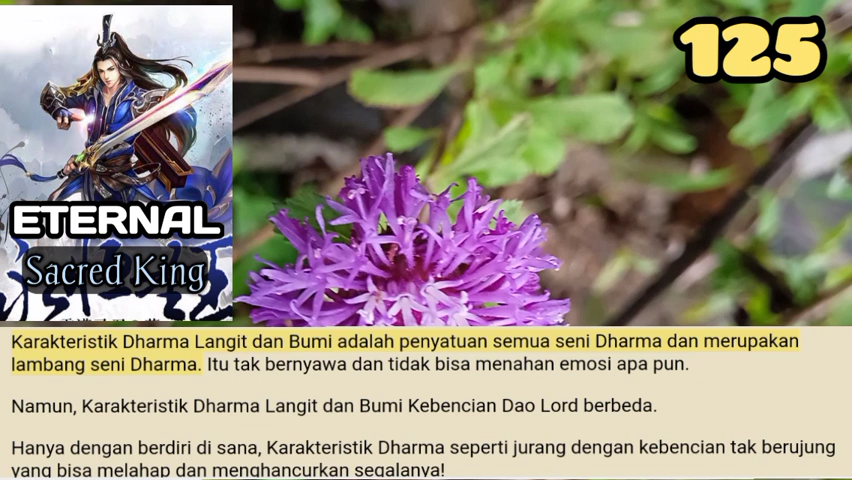 125
ETERNAL
Sacred King
Karakteristik Dharma Langit dan Bumi adalah penyatuan semua seni Dharma dan merupakan
lambang seni Dharma. Itu tak bernyawa dan tidak bisa menahan emosi apa pun.
Namun, Karakteristik Dharma Langit dan Bumi Kebencian Dao Lord berbeda.
Hanya dengan berdiri di sana, Karakteristik Dharma seperti jurang dengan kebencian tak berujung
yang bisa melahap dan menghancurkan segalanya!